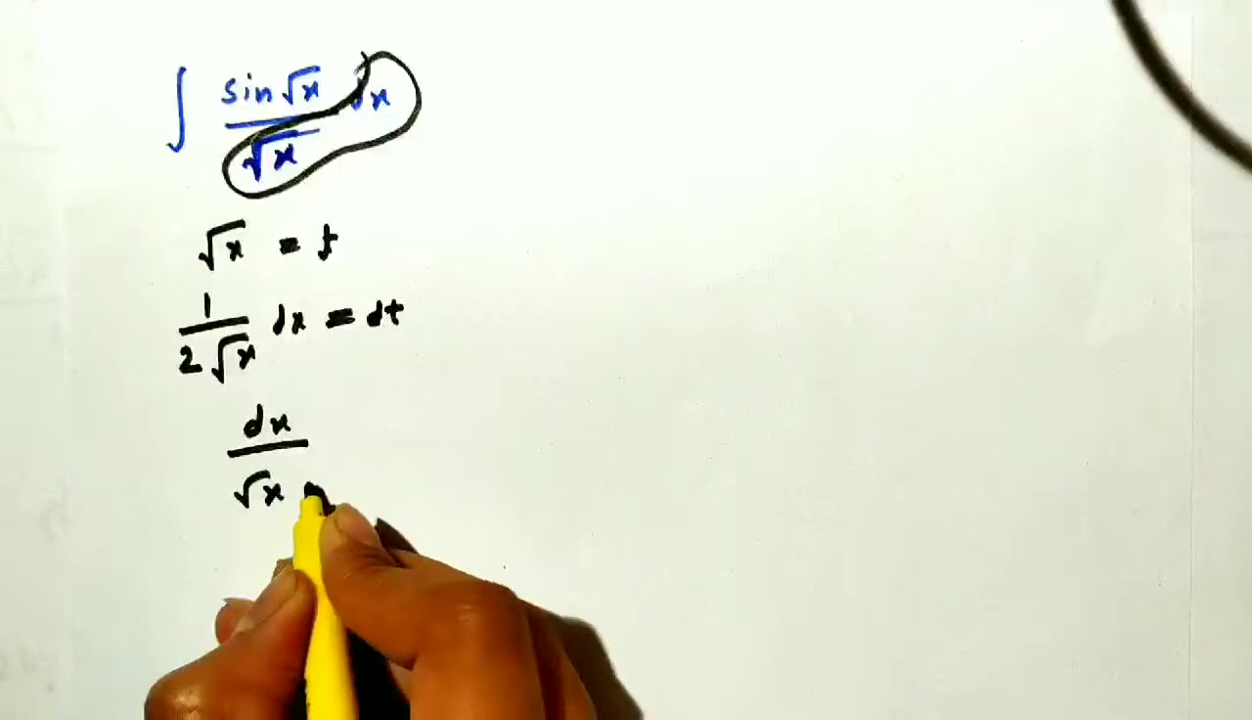 ∫ sin√x / √x dx
√x = t
1 / 2√x dx = dt
dx / √x